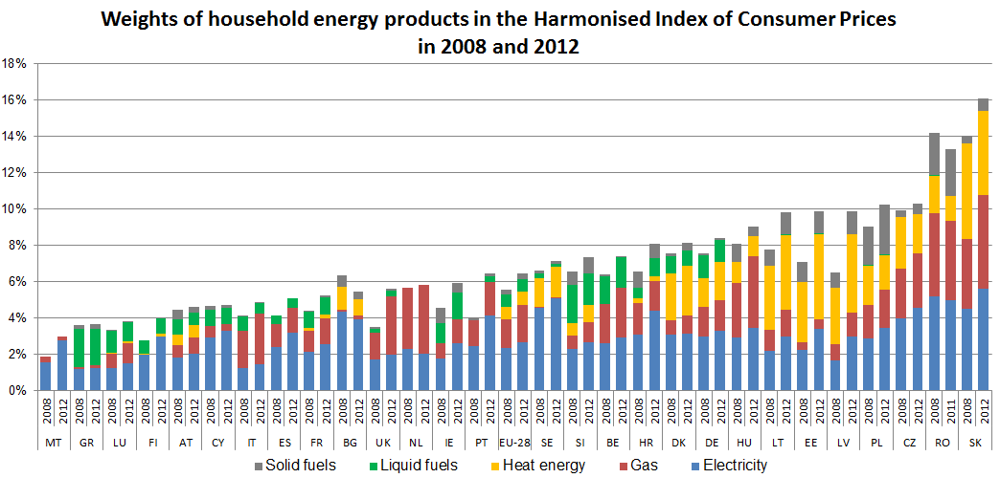 Weights of household energy products in the Harmonised Index of Consumer Prices
in 2008 and 2012
18%
16%
14%
12%
10%
8%
6%
4%
2%
0%
2008 2012 2008 2012 2008 2012 2008 2012 2008 2012 2008 2012 2008 2012 2008 2012 2008 2012 2008 2012 2008 2012 2008 2012 2008 2012 2008 2012 2008 2012 2008 2012 2008 2012 2008 2012 2008 2012 2008 2012 2008 2012 2008 2012 2008 2012 2008 2012 2008 2012 2008 2012 2008 2012 2008 2011 2008 2012
MT GR LU FI AT CY IT ES FR BG UK NL IE PT EU-28 SE SI BE HR DK DE HU LT EE LV PL CZ RO SK
Solid fuels Liquid fuels Heat energy Gas Electricity